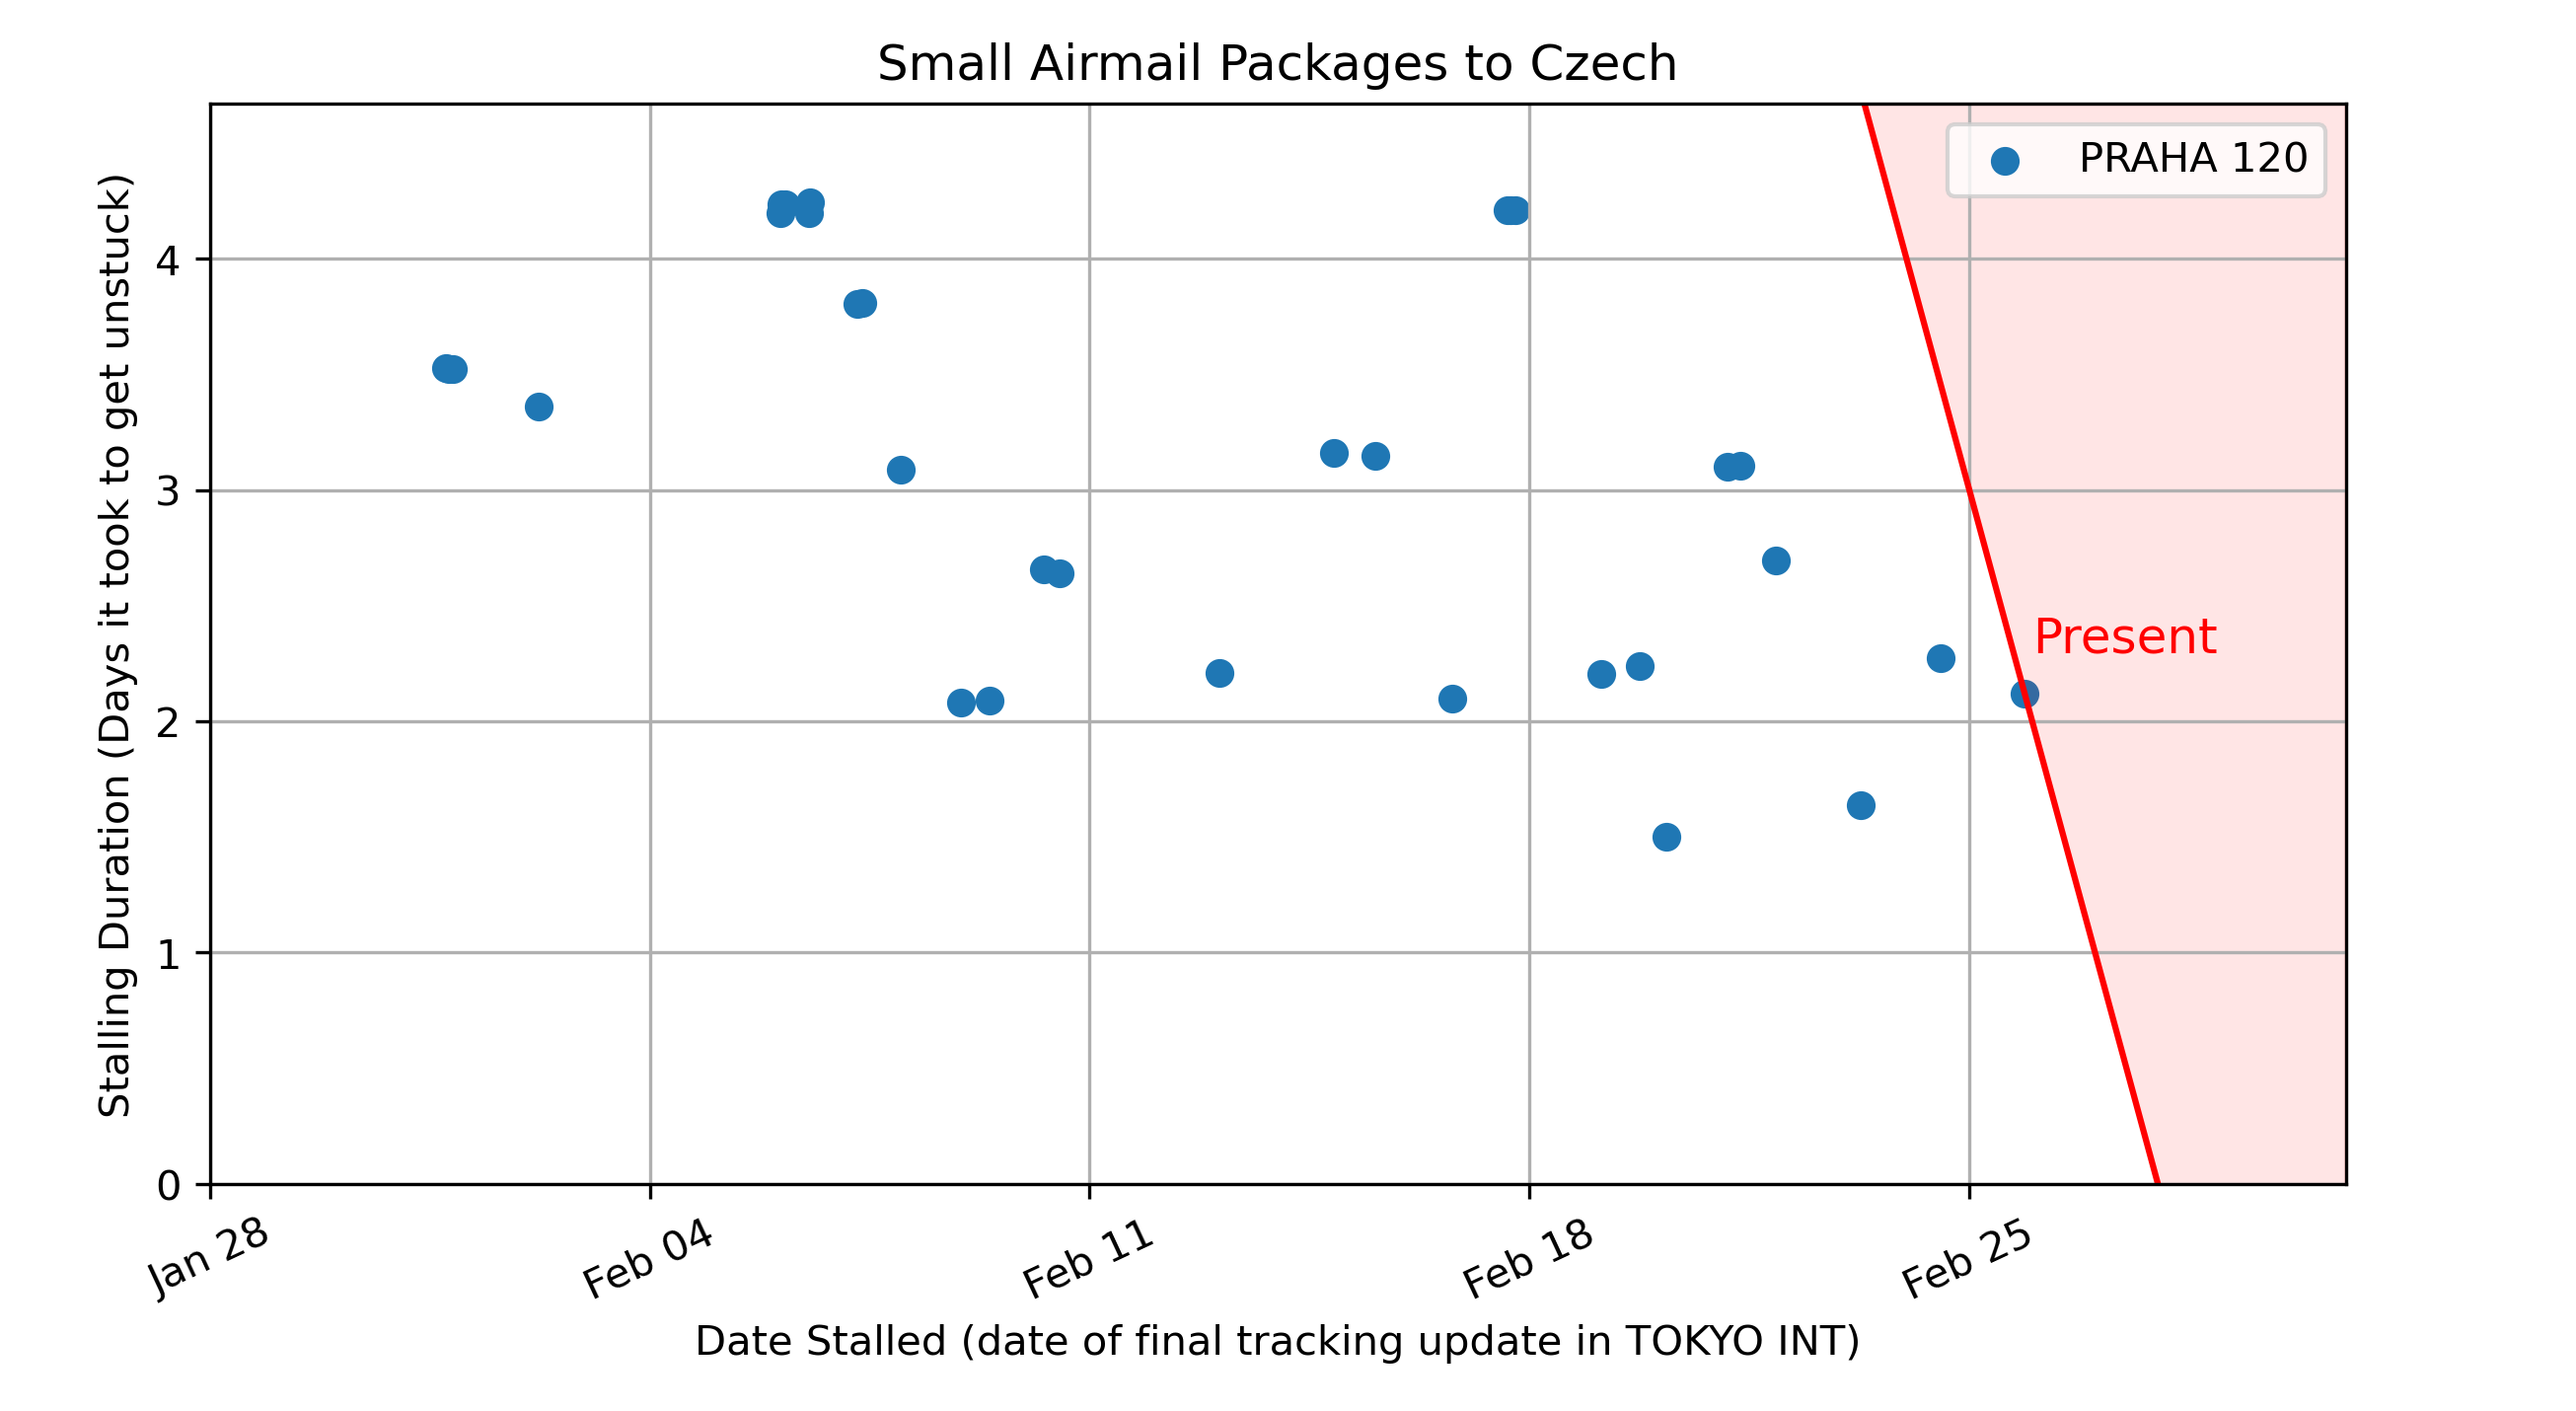 Small Airmail Packages to Czech
PRAHA 120
Present
Stalling Duration (Days it took to get unstuck)
4
3
2
1
0
Jan 28
Feb 04
Feb 11
Feb 18
Feb 25
Date Stalled (date of final tracking update in TOKYO INT)